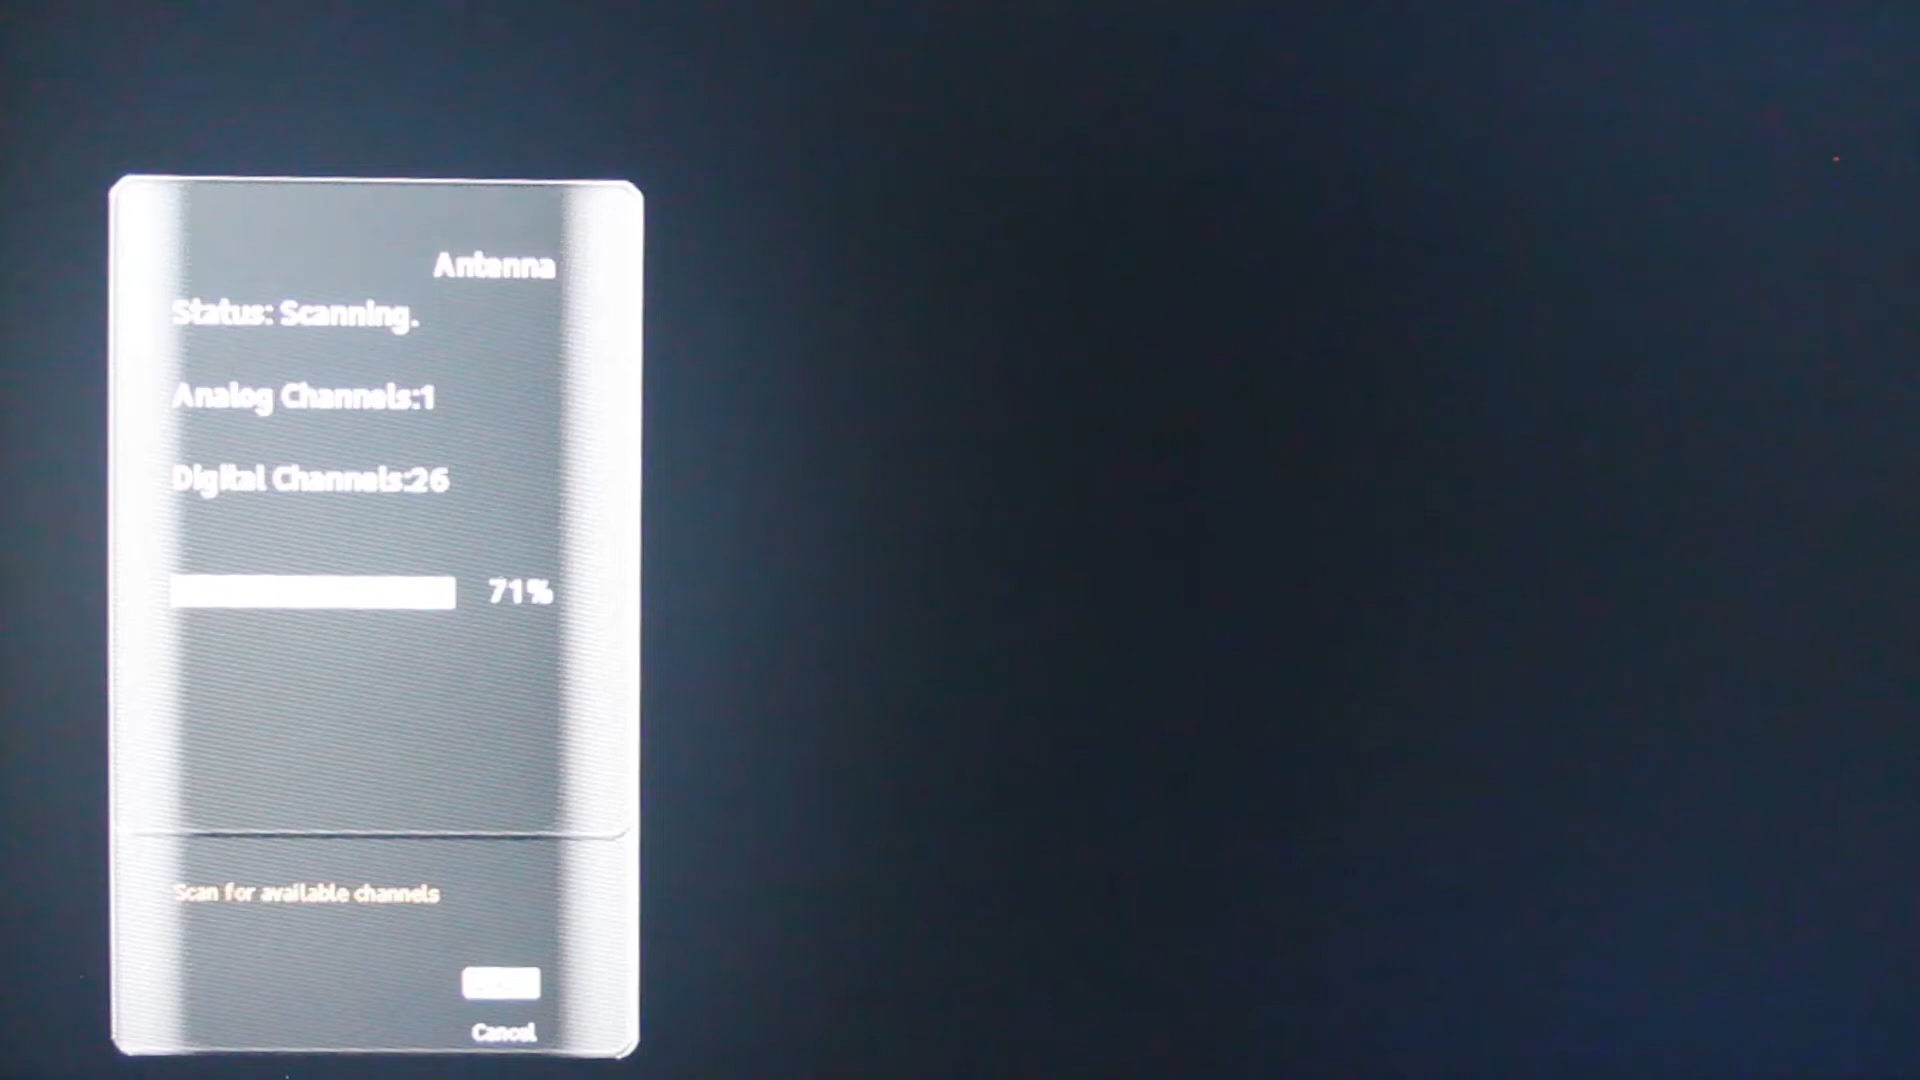 Antenna
Status: Scanning.
Analog Channels:1
Digital Channels:26
71%
Scan for available channels
Cancel